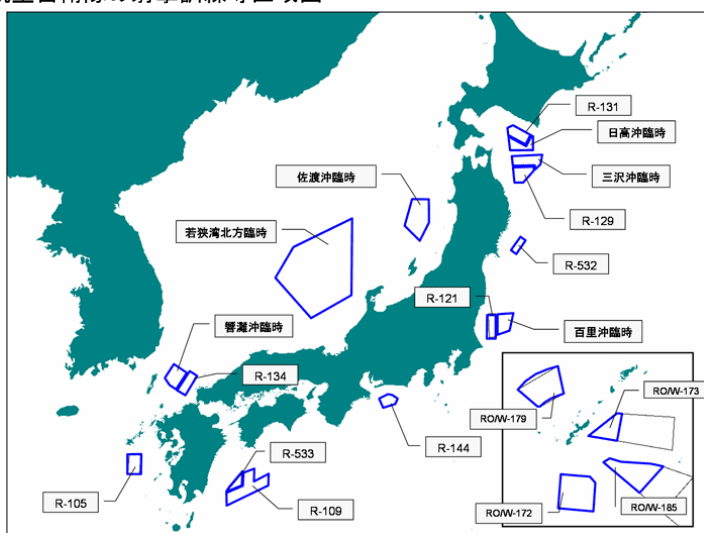 R-131
日高沖臨時
三沢沖臨時
佐渡沖臨時
R-129
若狭湾北方臨時
R-532
R-121
響灘沖臨時
百里沖臨時
R-134
RO/W-173
RO/W-179
R-144
R-533
R-105
R-109
RO/W-172
RO/W-185